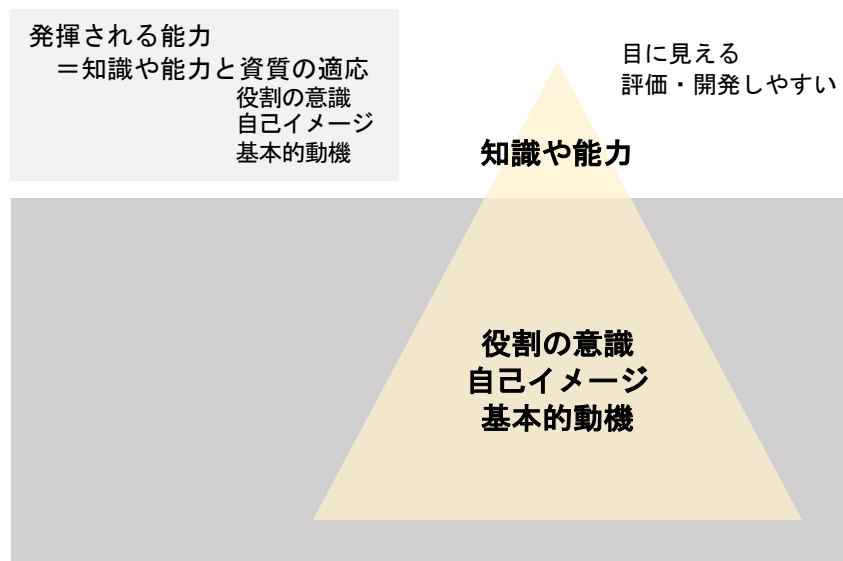 発揮される能力
＝知識や能力と資質の適応
役割の意識
自己イメージ
基本的動機
目に見える
評価・開発しやすい
知識や能力
役割の意識
自己イメージ
基本的動機